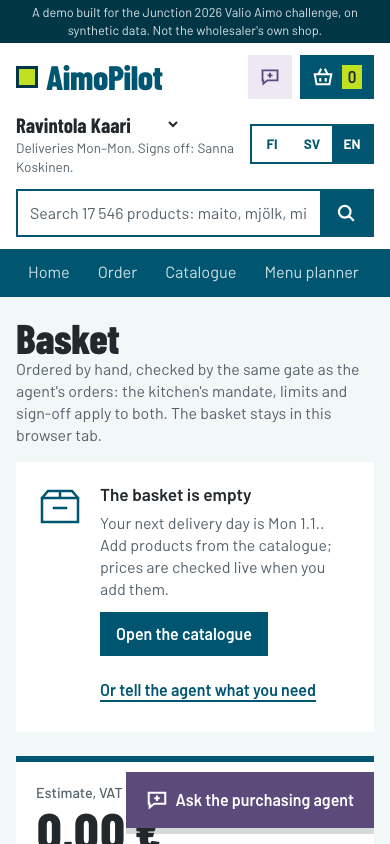 A demo built for the Junction 2026 Valio Aimo challenge, on
synthetic data. Not the wholesaler's own shop.
AimoPilot
0
Ravintola Kaari
Deliveries Mon–Mon. Signs off: Sanna
Koskinen.
FI SV EN
Search 17 546 products: maito, mjölk, mi
Home Order Catalogue Menu planner
Basket
Ordered by hand, checked by the same gate as the
agent's orders: the kitchen's mandate, limits and
sign-off apply to both. The basket stays in this
browser tab.
The basket is empty
Your next delivery day is Mon 1.1..
Add products from the catalogue;
prices are checked live when you
add them.
Open the catalogue
Or tell the agent what you need
Estimate, VAT
Ask the purchasing agent
0,00 €